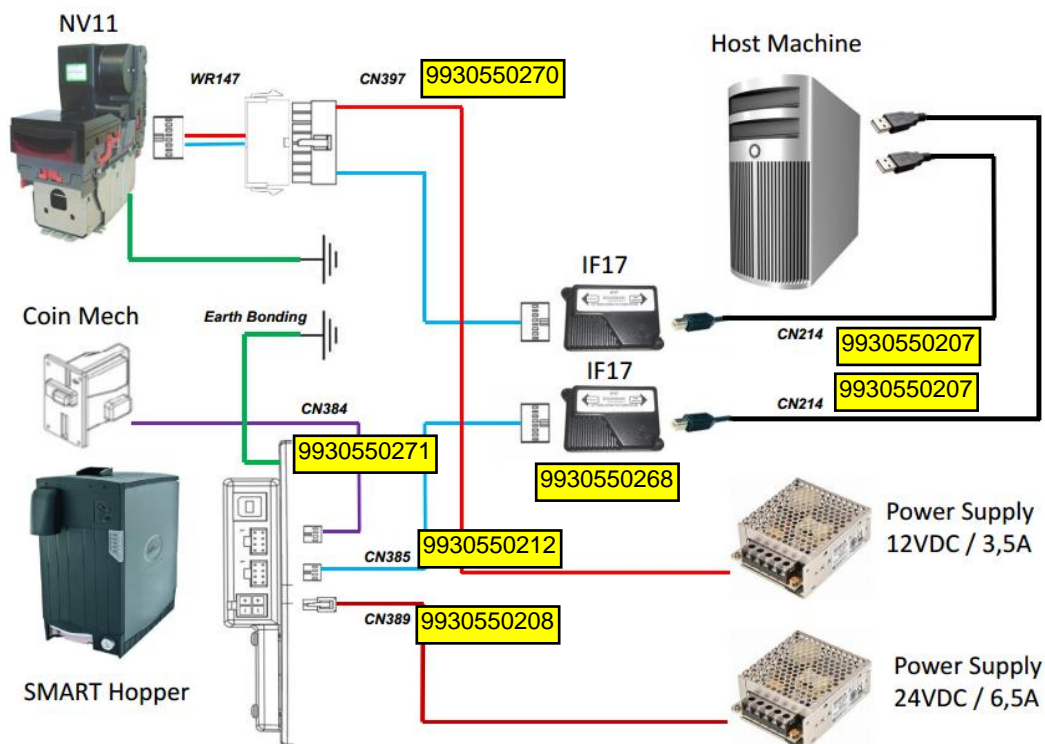 NV11
WR147
CN397
9930550270
Host Machine
IF17
CN214
9930550207
Coin Mech
Earth Bonding
IF17
CN214
9930550207
CN384
9930550271
9930550268
CN385
9930550212
Power Supply
12VDC / 3,5A
CN389
9930550208
SMART Hopper
Power Supply
24VDC / 6,5A